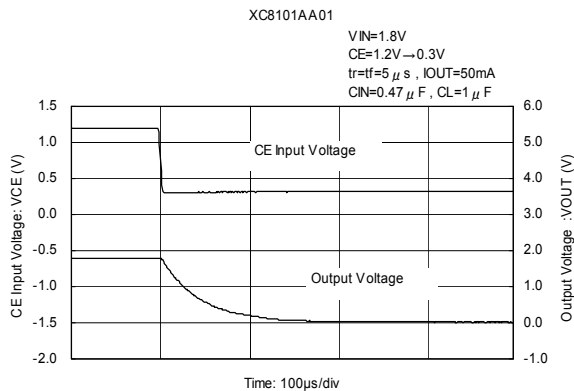 XC8101AA01
VIN=1.8V
CE=1.2V→0.3V
tr=tf=5μs , IOUT=50mA
CIN=0.47μF , CL=1μF
CE Input Voltage: VCE (V)
1.5
1.0
0.5
0.0
-0.5
-1.0
-1.5
-2.0
CE Input Voltage
Output Voltage
6.0
5.0
4.0
3.0
2.0
1.0
0.0
-1.0
Output Voltage :VOUT (V)
Time: 100μs/div